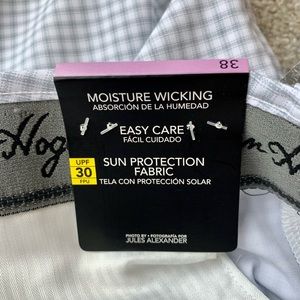 38
MOISTURE WICKING
ABSORCIÓN DE LA HUMEDAD
EASY CARE
FÁCIL CUIDADO
UPF
30
FPU
SUN PROTECTION
FABRIC
TELA CON PROTECCIÓN SOLAR
PHOTO BY • FOTOGRAFÍA POR
JULES ALEXANDER
Hog